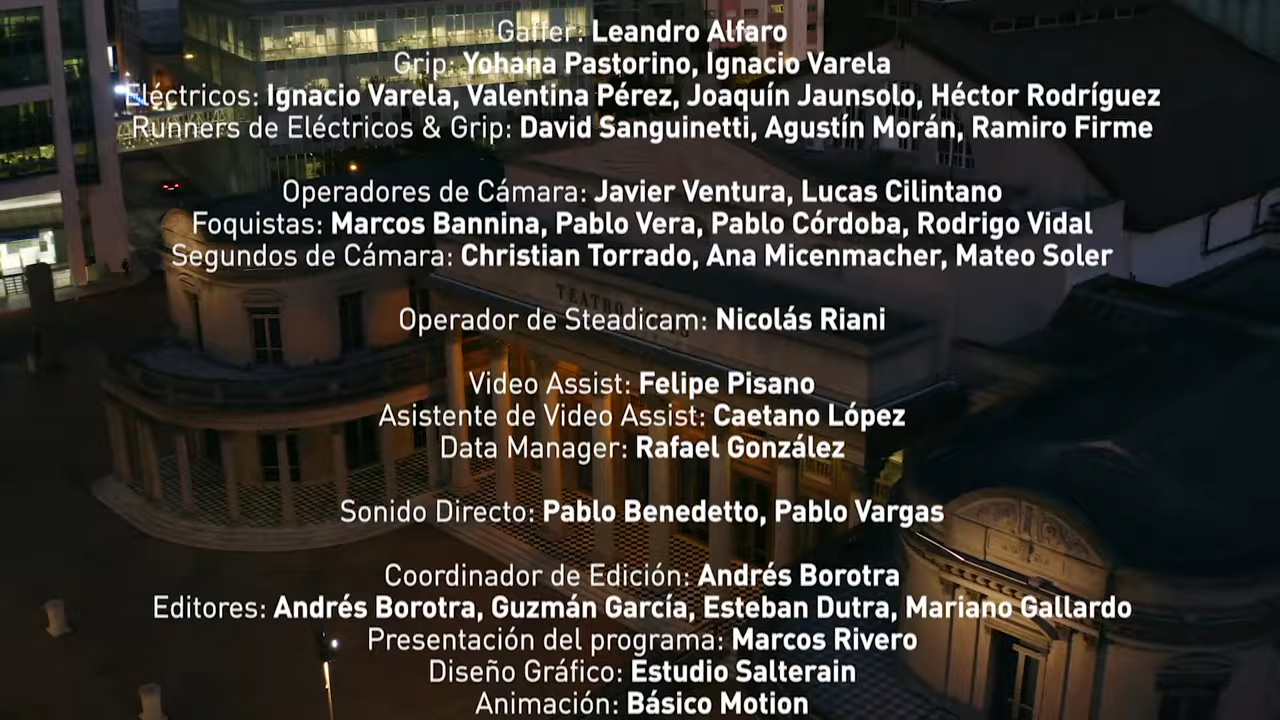 Gaffer: Leandro Alfaro
Grip: Yohana Pastorino, Ignacio Varela
Eléctricos: Ignacio Varela, Valentina Pérez, Joaquín Jaunsolo, Héctor Rodríguez
Runners de Eléctricos & Grip: David Sanguinetti, Agustín Morán, Ramiro Firme
Operadores de Cámara: Javier Ventura, Lucas Cilintano
Foquistas: Marcos Bannina, Pablo Vera, Pablo Córdoba, Rodrigo Vidal
Segundos de Cámara: Christian Torrado, Ana Micenmacher, Mateo Soler
TEATRO
Operador de Steadicam: Nicolás Riani
Video Assist: Felipe Pisano
Asistente de Video Assist: Caetano López
Data Manager: Rafael González
Sonido Directo: Pablo Benedetto, Pablo Vargas
Coordinador de Edición: Andrés Borotra
Editores: Andrés Borotra, Guzmán García, Esteban Dutra, Mariano Gallardo
Presentación del programa: Marcos Rivero
Diseño Gráfico: Estudio Salterain
Animación: Básico Motion